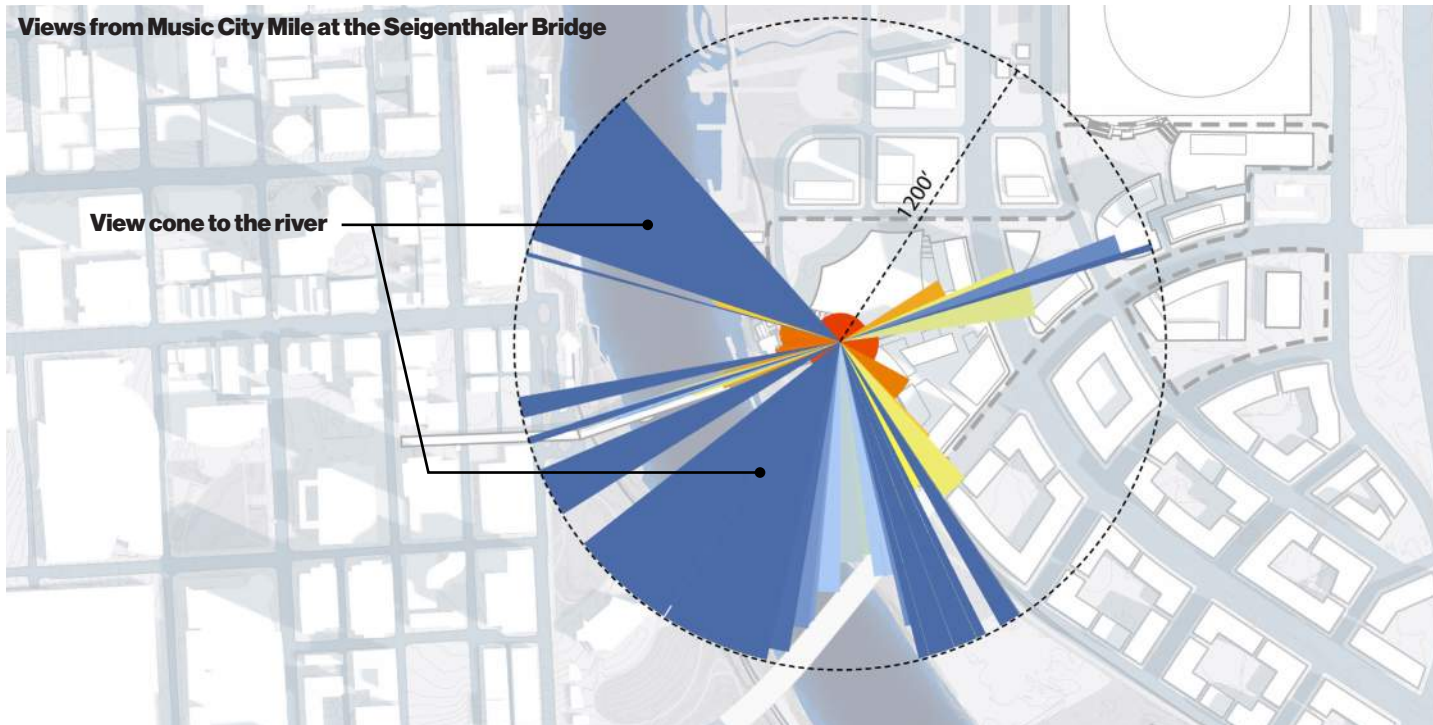 Views from Music City Mile at the Seigenthaler Bridge
1200'
View cone to the river